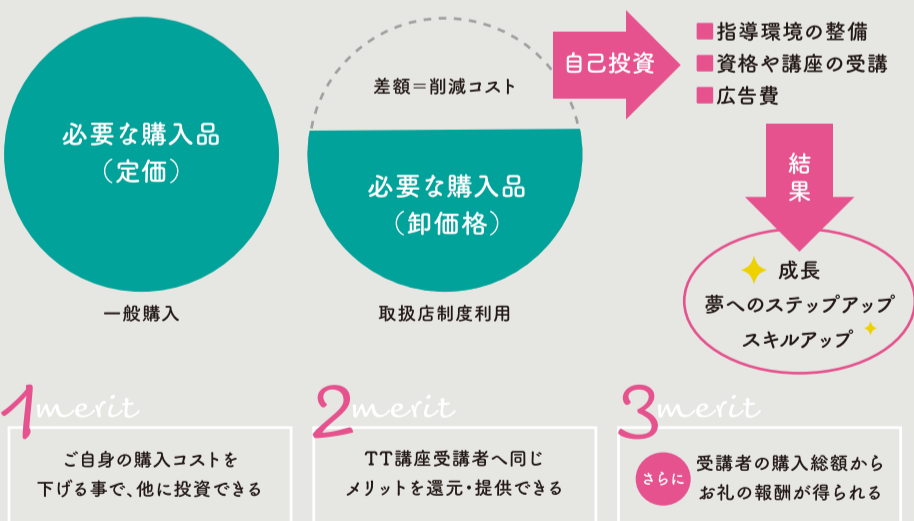 必要な購入品
（定価）
一般購入
差額＝削減コスト
必要な購入品
（卸価格）
取扱店制度利用
自己投資
■指導環境の整備
■資格や講座の受講
■広告費
結果
成長
夢へのステップアップ
スキルアップ
1 merit
ご自身の購入コストを
下げる事で、他に投資できる
2 merit
TT講座受講者へ同じ
メリットを還元・提供できる
3 merit
さらに
受講者の購入総額から
お礼の報酬が得られる